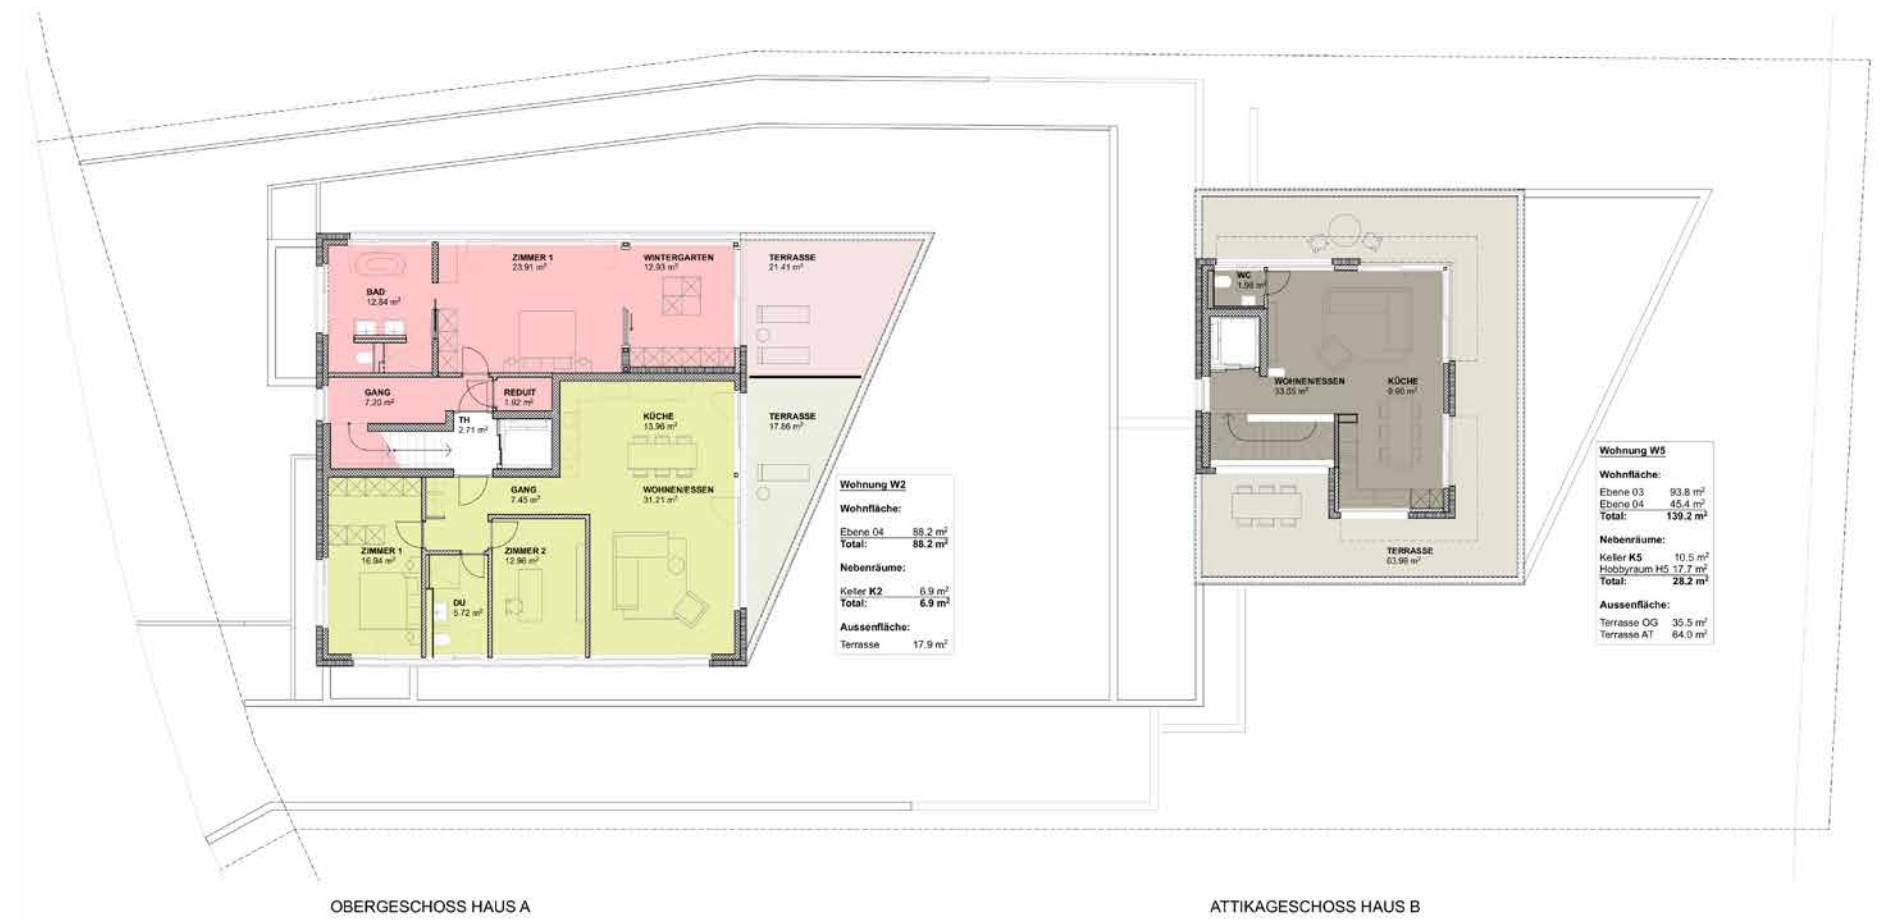 ZIMMER 1
23.91 m²
WINTERGARTEN
12.93 m²
TERRASSE
21.41 m²
BAD
12.84 m²
GANG
7.20 m²
REDUIT
1.92 m²
TH
2.71 m²
KÜCHE
13.96 m²
TERRASSE
17.86 m²
GANG
7.45 m²
WOHNEN/ESSEN
31.21 m²
ZIMMER 1
16.94 m²
ZIMMER 2
12.96 m²
DU
5.72 m²
Wohnung W2
Wohnfläche:
Ebene 04 88.2 m²
Total: 88.2 m²
Nebenräume:
Keller K2 6.9 m²
Total: 6.9 m²
Aussenfläche:
Terrasse 17.9 m²
WC
1.98 m²
WOHNEN/ESSEN
33.55 m²
KÜCHE
9.90 m²
TERRASSE
63.98 m²
Wohnung W5
Wohnfläche:
Ebene 03 93.8 m²
Ebene 04 45.4 m²
Total: 139.2 m²
Nebenräume:
Keller K5 10.5 m²
Hobbyraum H5 17.7 m²
Total: 28.2 m²
Aussenfläche:
Terrasse OG 35.5 m²
Terrasse AT 64.0 m²
OBERGESCHOSS HAUS A
ATTIKAGESCHOSS HAUS B